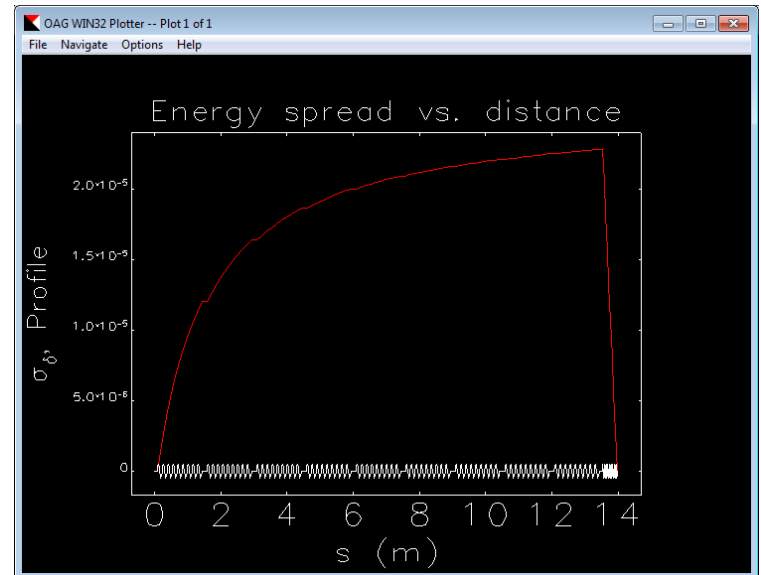 OAG WIN32 Plotter -- Plot 1 of 1
File Navigate Options Help
Energy spread vs. distance
2.0×10-5
1.5×10-5
1.0×10-5
5.0×10-6
0
σδ, Profile
0 2 4 6 8 10 12 14
s (m)